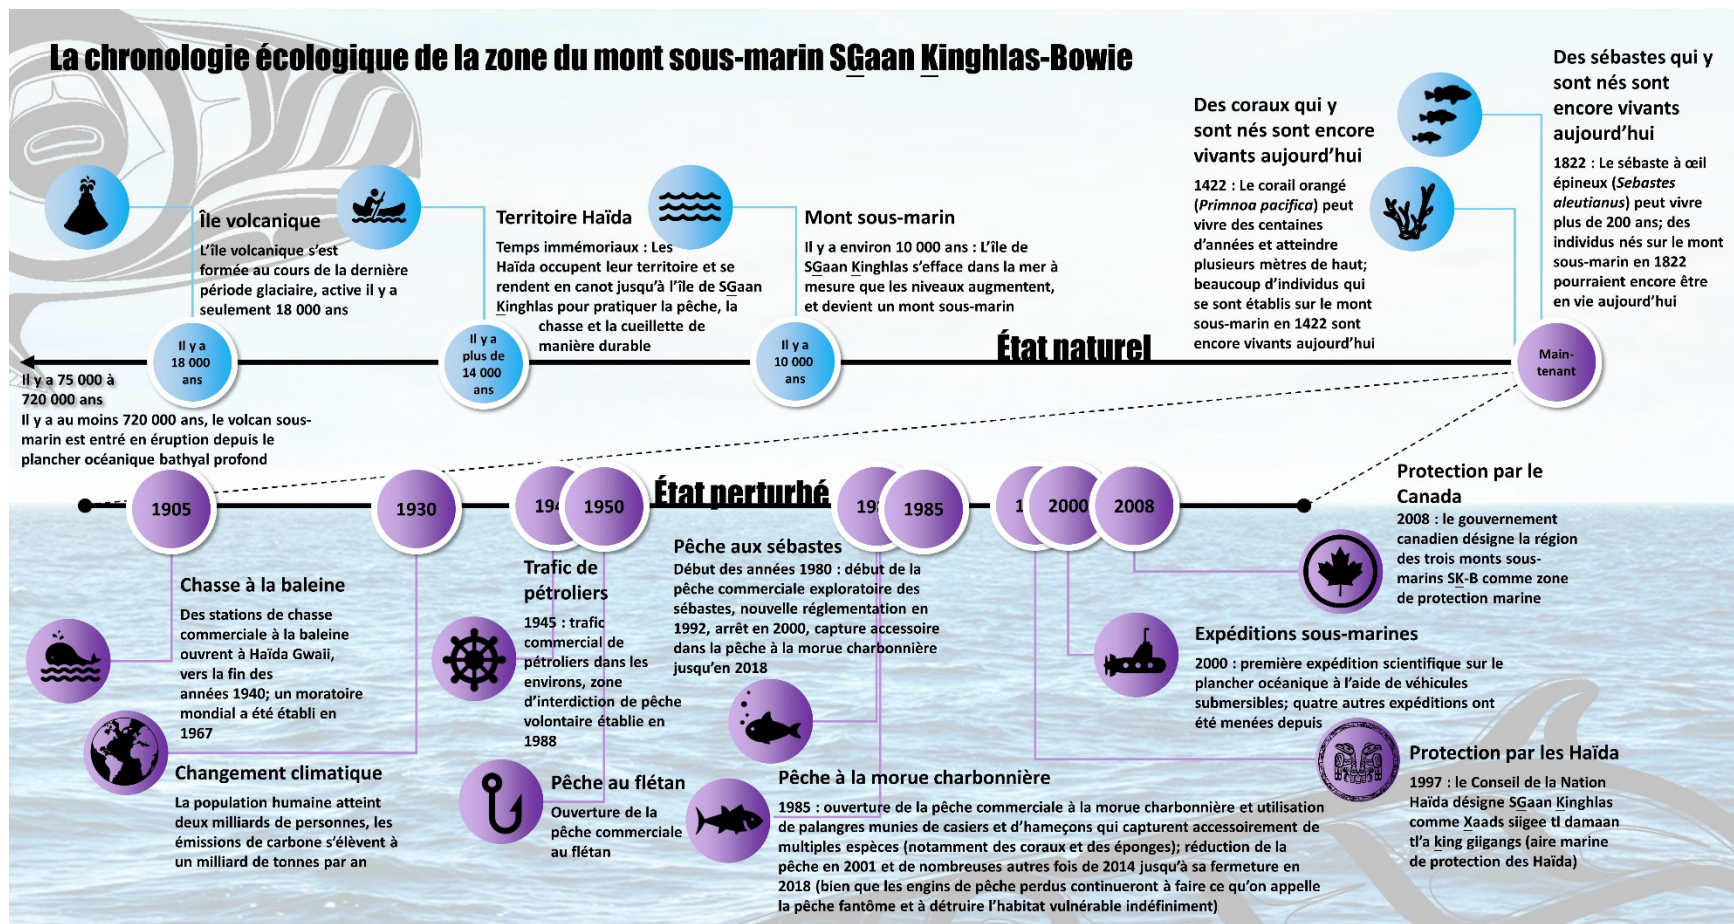 La chronologie écologique de la zone du mont sous-marin SG̲aan K̲inghlas-Bowie
Île volcanique
L'île volcanique s'est
formée au cours de la dernière
période glaciaire, active il y a
seulement 18 000 ans
Territoire Haïda
Temps immémoriaux : Les
Haïda occupent leur territoire et se
rendent en canot jusqu'à l'île de SG̲aan
K̲inghlas pour pratiquer la pêche, la
chasse et la cueillette de
manière durable
Mont sous-marin
Il y a environ 10 000 ans : L'île de
SG̲aan K̲inghlas s'efface dans la mer à
mesure que les niveaux augmentent,
et devient un mont sous-marin
Des coraux qui y
sont nés sont encore
vivants aujourd'hui
1422 : Le corail orangé
(Primnoa pacifica) peut
vivre des centaines
d'années et atteindre
plusieurs mètres de haut;
beaucoup d'individus qui
se sont établis sur le mont
sous-marin en 1422 sont
encore vivants aujourd'hui
Des sébastes qui y
sont nés sont
encore vivants
aujourd'hui
1822 : Le sébaste à œil
épineux (Sebastes
aleutianus) peut vivre
plus de 200 ans; des
individus nés sur le mont
sous-marin en 1822
pourraient encore être
en vie aujourd'hui
Il y a
18 000
ans
Il y a
plus de
14 000
ans
Il y a
10 000
ans
État naturel
Main-
tenant
Il y a 75 000 à
720 000 ans
Il y a au moins 720 000 ans, le volcan sous-
marin est entré en éruption depuis le
plancher océanique bathyal profond
1905
1930
194
1950
État perturbé
19
1985
1
2000
2008
Chasse à la baleine
Des stations de chasse
commerciale à la baleine
ouvrent à Haïda Gwaii,
vers la fin des
années 1940; un moratoire
mondial a été établi en
1967
Changement climatique
La population humaine atteint
deux milliards de personnes, les
émissions de carbone s'élèvent à
un milliard de tonnes par an
Trafic de
pétroliers
1945 : trafic
commercial de
pétroliers dans les
environs, zone
d'interdiction de pêche
volontaire établie en
1988
Pêche au flétan
Ouverture de la
pêche commerciale
au flétan
Pêche aux sébastes
Début des années 1980 : début de la
pêche commerciale exploratoire des
sébastes, nouvelle réglementation en
1992, arrêt en 2000, capture accessoire
dans la pêche à la morue charbonnière
jusqu'en 2018
Pêche à la morue charbonnière
1985 : ouverture de la pêche commerciale à la morue charbonnière et utilisation
de palangres munies de casiers et d'hameçons qui capturent accessoirement de
multiples espèces (notamment des coraux et des éponges); réduction de la
pêche en 2001 et de nombreuses autres fois de 2014 jusqu'à sa fermeture en
2018 (bien que les engins de pêche perdus continueront à faire ce qu'on appelle
la pêche fantôme et à détruire l'habitat vulnérable indéfiniment)
Protection par le
Canada
2008 : le gouvernement
canadien désigne la région
des trois monts sous-
marins SK̲-B comme zone
de protection marine
Expéditions sous-marines
2000 : première expédition scientifique sur le
plancher océanique à l'aide de véhicules
submersibles; quatre autres expéditions ont
été menées depuis
Protection par les Haïda
1997 : le Conseil de la Nation
Haïda désigne SG̲aan K̲inghlas
comme X̲aads siigee tl damaan
tl'a k̲ing giigangs (aire marine
de protection des Haïda)